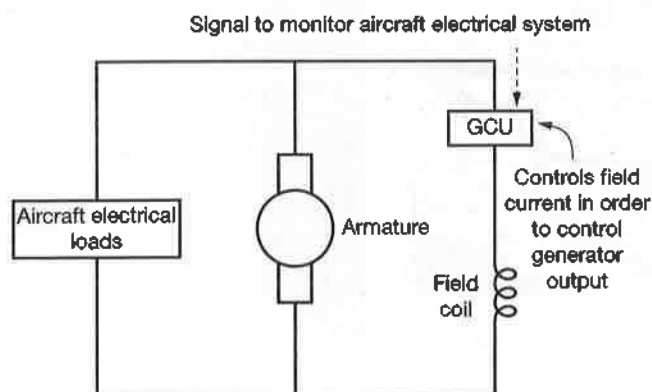 Signal to monitor aircraft electrical system
GCU
Controls field
current in order
to control
generator
output
Aircraft electrical
loads
Armature
Field
coil